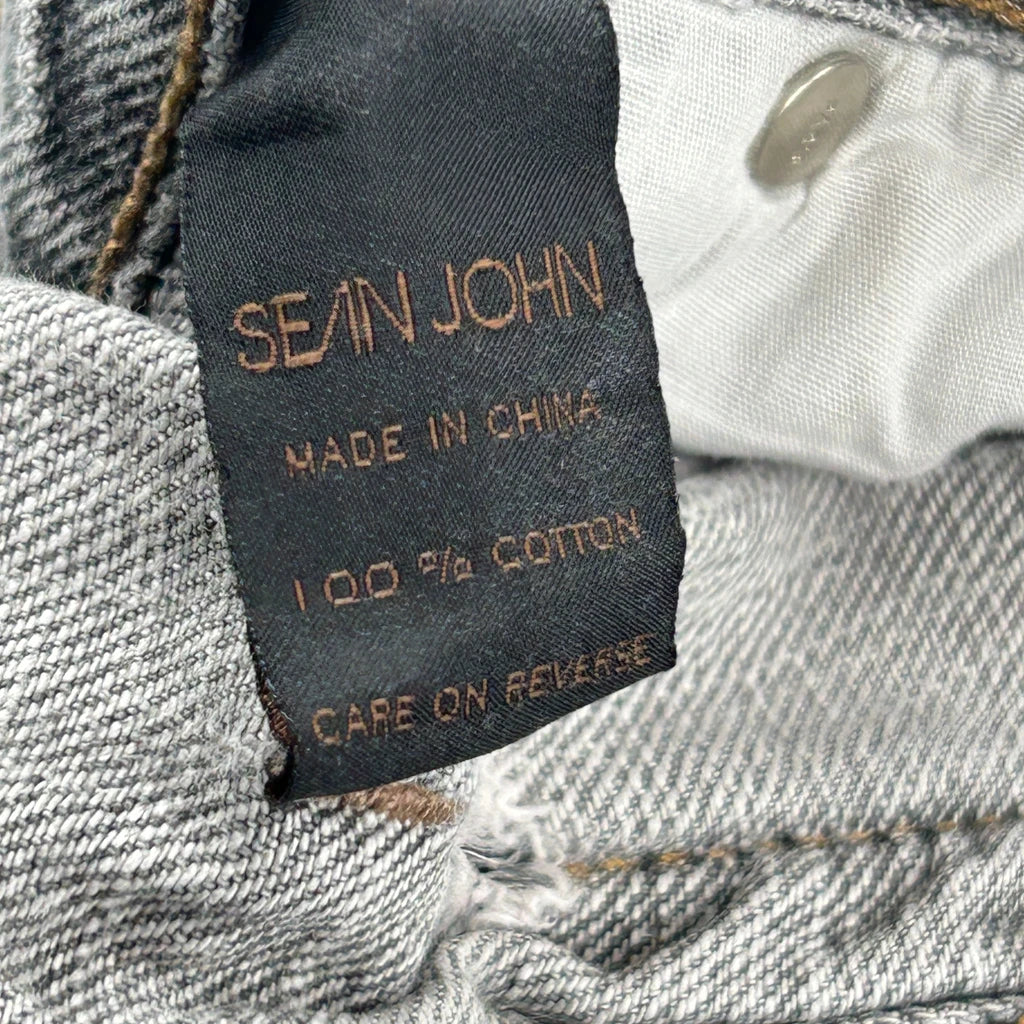 SEAN JOHN
MADE IN CHINA
100 % COTTON
CARE ON REVERSE